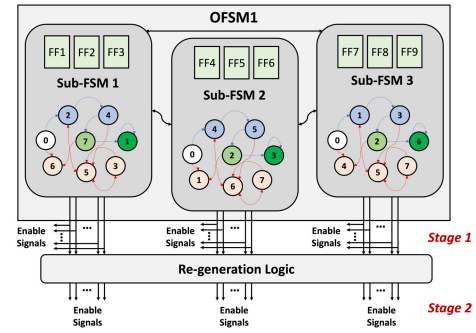 OFSM1
FF1 FF2 FF3
Sub-FSM 1
2 4
0 7 1
6 5 3
FF4 FF5 FF6
Sub-FSM 2
4 5
0 2 3
1 6 7
FF7 FF8 FF9
Sub-FSM 3
1 3
0 2 6
4 5 7
Enable
Signals
...
...
Enable
Signals
...
...
Enable
Signals
...
...
Stage 1
Re-generation Logic
... ... ...
Enable
Signals
Enable
Signals
Enable
Signals
Stage 2